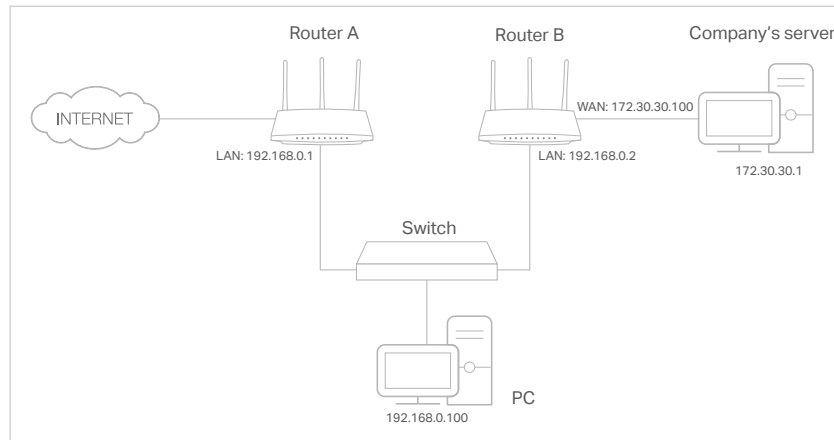 Router A
Router B
Company's server
INTERNET
WAN: 172.30.30.100
LAN: 192.168.0.1
LAN: 192.168.0.2
172.30.30.1
Switch
PC
192.168.0.100